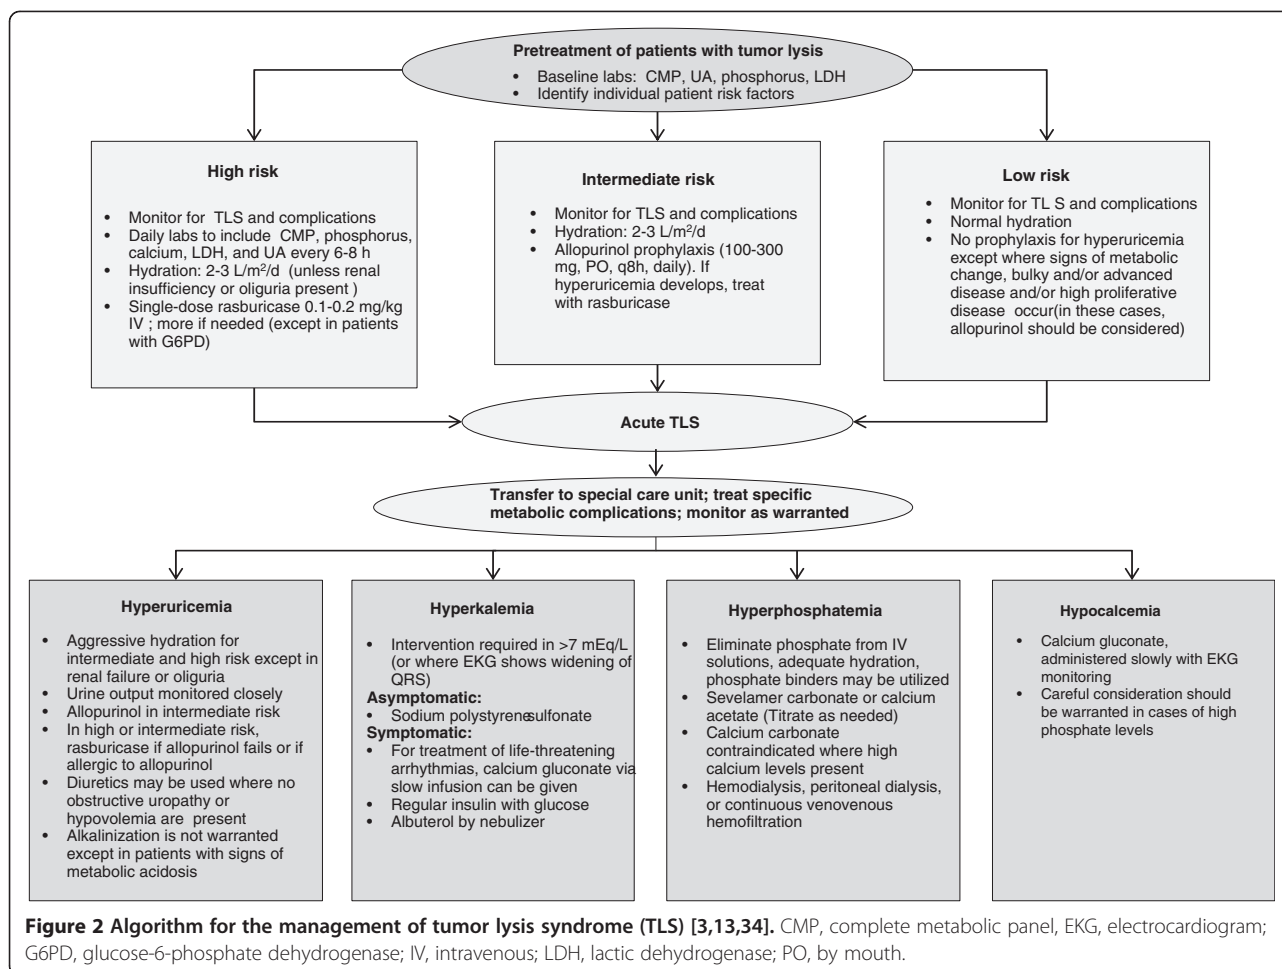 Pretreatment of patients with tumor lysis
• Baseline labs: CMP, UA, phosphorus, LDH
• Identify individual patient risk factors
High risk
• Monitor for TLS and complications
• Daily labs to include CMP, phosphorus,
calcium, LDH, and UA every 6-8 h
• Hydration: 2-3 L/m²/d (unless renal
insufficiency or oliguria present )
• Single-dose rasburicase 0.1-0.2 mg/kg
IV ; more if needed (except in patients
with G6PD)
Intermediate risk
• Monitor for TLS and complications
• Hydration: 2-3 L/m²/d
• Allopurinol prophylaxis (100-300
mg, PO, q8h, daily). If
hyperuricemia develops, treat
with rasburicase
Low risk
• Monitor for TL S and complications
• Normal hydration
• No prophylaxis for hyperuricemia
except where signs of metabolic
change, bulky and/or advanced
disease and/or high proliferative
disease occur(in these cases,
allopurinol should be considered)
Acute TLS
Transfer to special care unit; treat specific
metabolic complications; monitor as warranted
Hyperuricemia
• Aggressive hydration for
intermediate and high risk except in
renal failure or oliguria
• Urine output monitored closely
• Allopurinol in intermediate risk
• In high or intermediate risk,
rasburicase if allopurinol fails or if
allergic to allopurinol
• Diuretics may be used where no
obstructive uropathy or
hypovolemia are present
• Alkalinization is not warranted
except in patients with signs of
metabolic acidosis
Hyperkalemia
• Intervention required in >7 mEq/L
(or where EKG shows widening of
QRS)
Asymptomatic:
• Sodium polystyrene sulfonate
Symptomatic:
• For treatment of life-threatening
arrhythmias, calcium gluconate via
slow infusion can be given
• Regular insulin with glucose
• Albuterol by nebulizer
Hyperphosphatemia
• Eliminate phosphate from IV
solutions, adequate hydration,
phosphate binders may be utilized
• Sevelamer carbonate or calcium
acetate (Titrate as needed)
• Calcium carbonate
contraindicated where high
calcium levels present
• Hemodialysis, peritoneal dialysis,
or continuous venovenous
hemofiltration
Hypocalcemia
• Calcium gluconate,
administered slowly with EKG
monitoring
• Careful consideration should
be warranted in cases of high
phosphate levels
Figure 2 Algorithm for the management of tumor lysis syndrome (TLS) [3,13,34]. CMP, complete metabolic panel, EKG, electrocardiogram;
G6PD, glucose-6-phosphate dehydrogenase; IV, intravenous; LDH, lactic dehydrogenase; PO, by mouth.